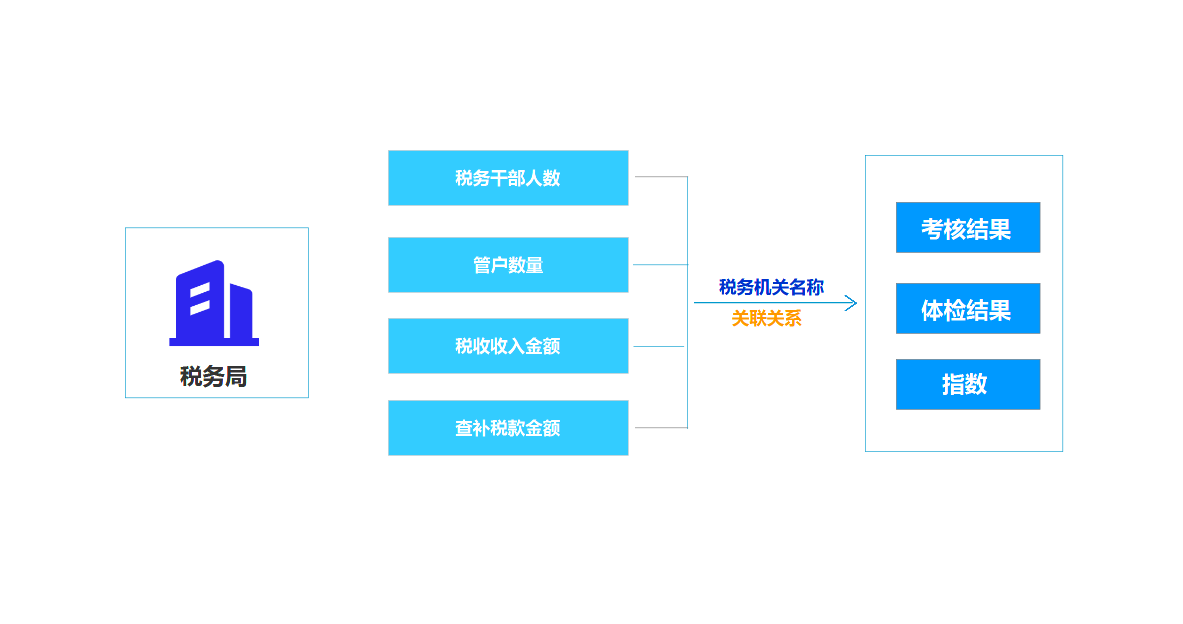 税务局
税务干部人数
管户数量
税收收入金额
查补税款金额
税务机关名称
关联关系
考核结果
体检结果
指数